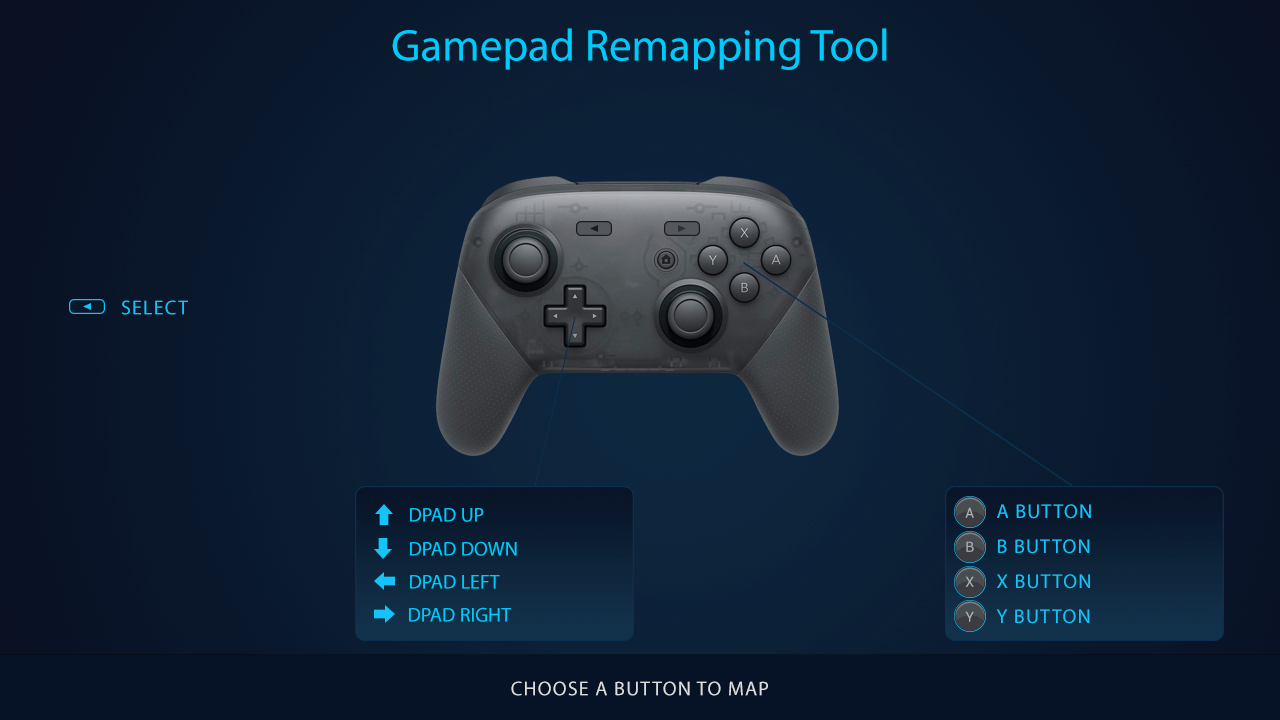 Gamepad Remapping Tool
X
Y
A
B
SELECT
DPAD UP
DPAD DOWN
DPAD LEFT
DPAD RIGHT
A A BUTTON
B B BUTTON
X X BUTTON
Y Y BUTTON
CHOOSE A BUTTON TO MAP